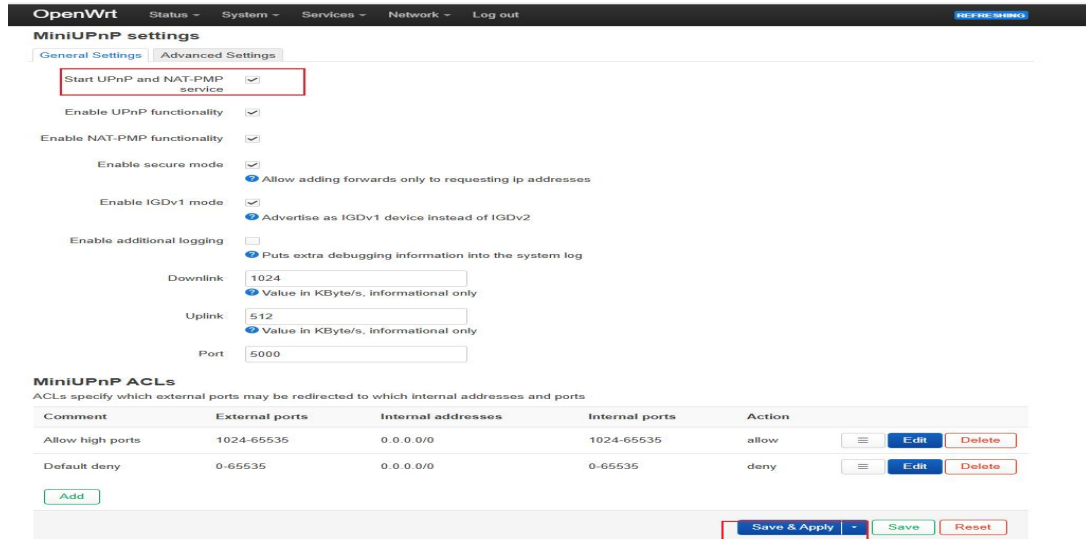 OpenWrt Status System Services Network Log out REFRESHING
MiniUPnP settings
General Settings Advanced Settings
Start UPnP and NAT-PMP
service
Enable UPnP functionality
Enable NAT-PMP functionality
Enable secure mode
Allow adding forwards only to requesting ip addresses
Enable IGDv1 mode
Advertise as IGDv1 device instead of IGDv2
Enable additional logging
Puts extra debugging information into the system log
Downlink 1024
Value in KByte/s, informational only
Uplink 512
Value in KByte/s, informational only
Port 5000
MiniUPnP ACLs
ACLs specify which external ports may be redirected to which internal addresses and ports
Comment External ports Internal addresses Internal ports Action
Allow high ports 1024-65535 0.0.0.0/0 1024-65535 allow Edit Delete
Default deny 0-65535 0.0.0.0/0 0-65535 deny Edit Delete
Add
Save & Apply Save Reset